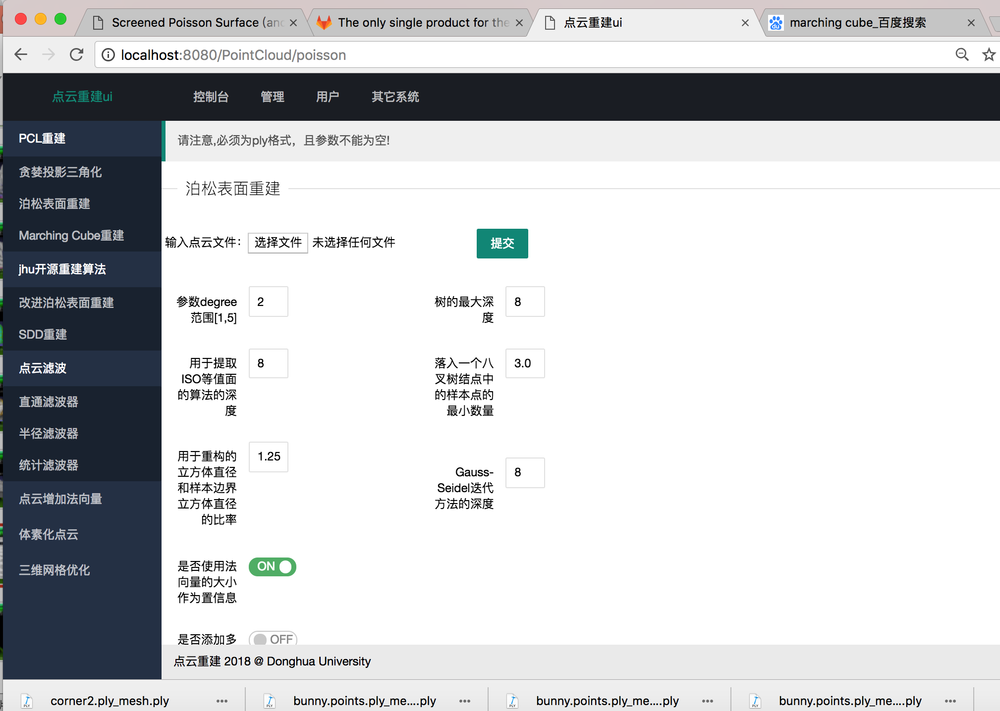 Screened Poisson Surface (and
The only single product for the
点云重建ui
marching cube_百度搜索
localhost:8080/PointCloud/poisson
点云重建ui
控制台
管理
用户
其它系统
PCL重建
贪婪投影三角化
泊松表面重建
Marching Cube重建
jhu开源重建算法
改进泊松表面重建
SDD重建
点云滤波
直通滤波器
半径滤波器
统计滤波器
点云增加法向量
体素化点云
三维网格优化
请注意,必须为ply格式，且参数不能为空!
泊松表面重建
输入点云文件：
选择文件
未选择任何文件
提交
参数degree
范围[1,5]
2
树的最大深
度
8
用于提取
ISO等值面
的算法的深
度
8
落入一个八
叉树结点中
的样本点的
最小数量
3.0
用于重构的
立方体直径
和样本边界
立方体直径
的比率
1.25
Gauss-
Seidel迭代
方法的深度
8
是否使用法
向量的大小
作为置信息
ON
是否添加多
OFF
点云重建 2018 @ Donghua University
corner2.ply_mesh.ply
bunny.points.ply_me....ply
bunny.points.ply_me....ply
bunny.points.ply_me....ply